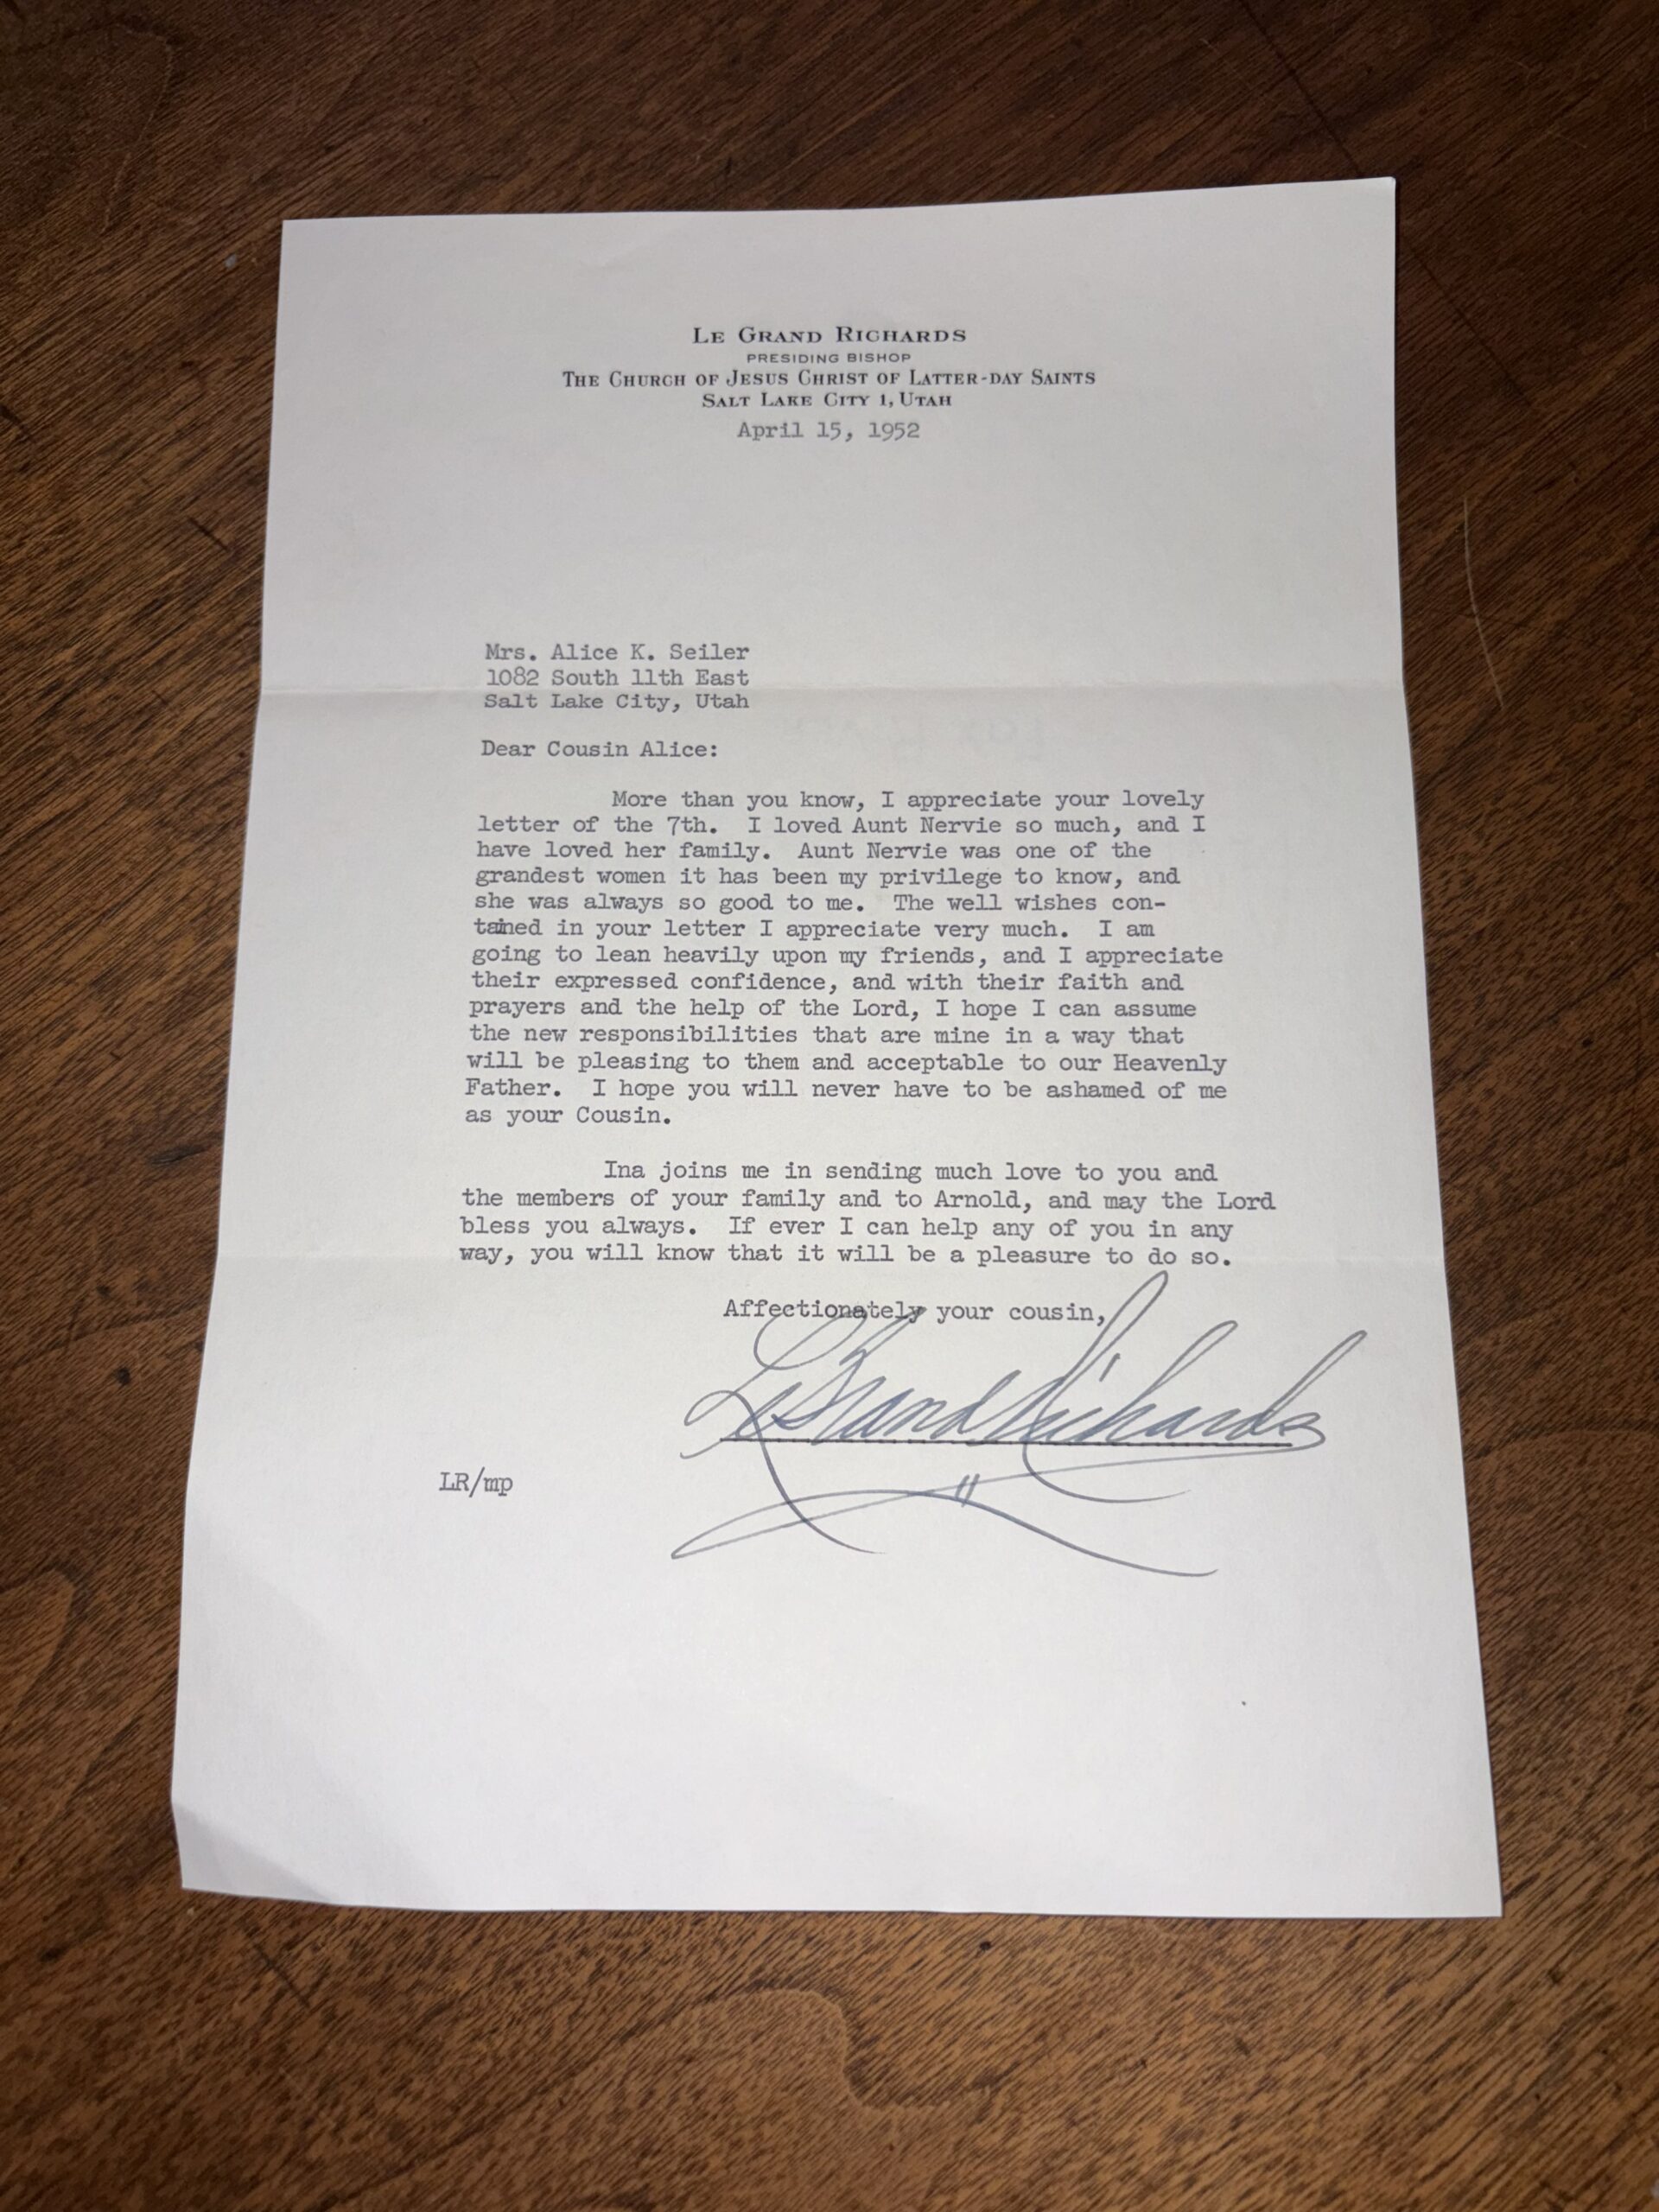 LE GRAND RICHARDS
PRESIDING BISHOP
THE CHURCH OF JESUS CHRIST OF LATTER-DAY SAINTS
SALT LAKE CITY 1, UTAH
April 15, 1952
Mrs. Alice K. Seiler
1082 South 11th East
Salt Lake City, Utah
Dear Cousin Alice:
More than you know, I appreciate your lovely
letter of the 7th. I loved Aunt Nervie so much, and I
have loved her family. Aunt Nervie was one of the
grandest women it has been my privilege to know, and
she was always so good to me. The well wishes con-
tained in your letter I appreciate very much. I am
going to lean heavily upon my friends, and I appreciate
their expressed confidence, and with their faith and
prayers and the help of the Lord, I hope I can assume
the new responsibilities that are mine in a way that
will be pleasing to them and acceptable to our Heavenly
Father. I hope you will never have to be ashamed of me
as your Cousin.
Ina joins me in sending much love to you and
the members of your family and to Arnold, and may the Lord
bless you always. If ever I can help any of you in any
way, you will know that it will be a pleasure to do so.
Affectionately your cousin,
LeGrand Richards
LR/mp